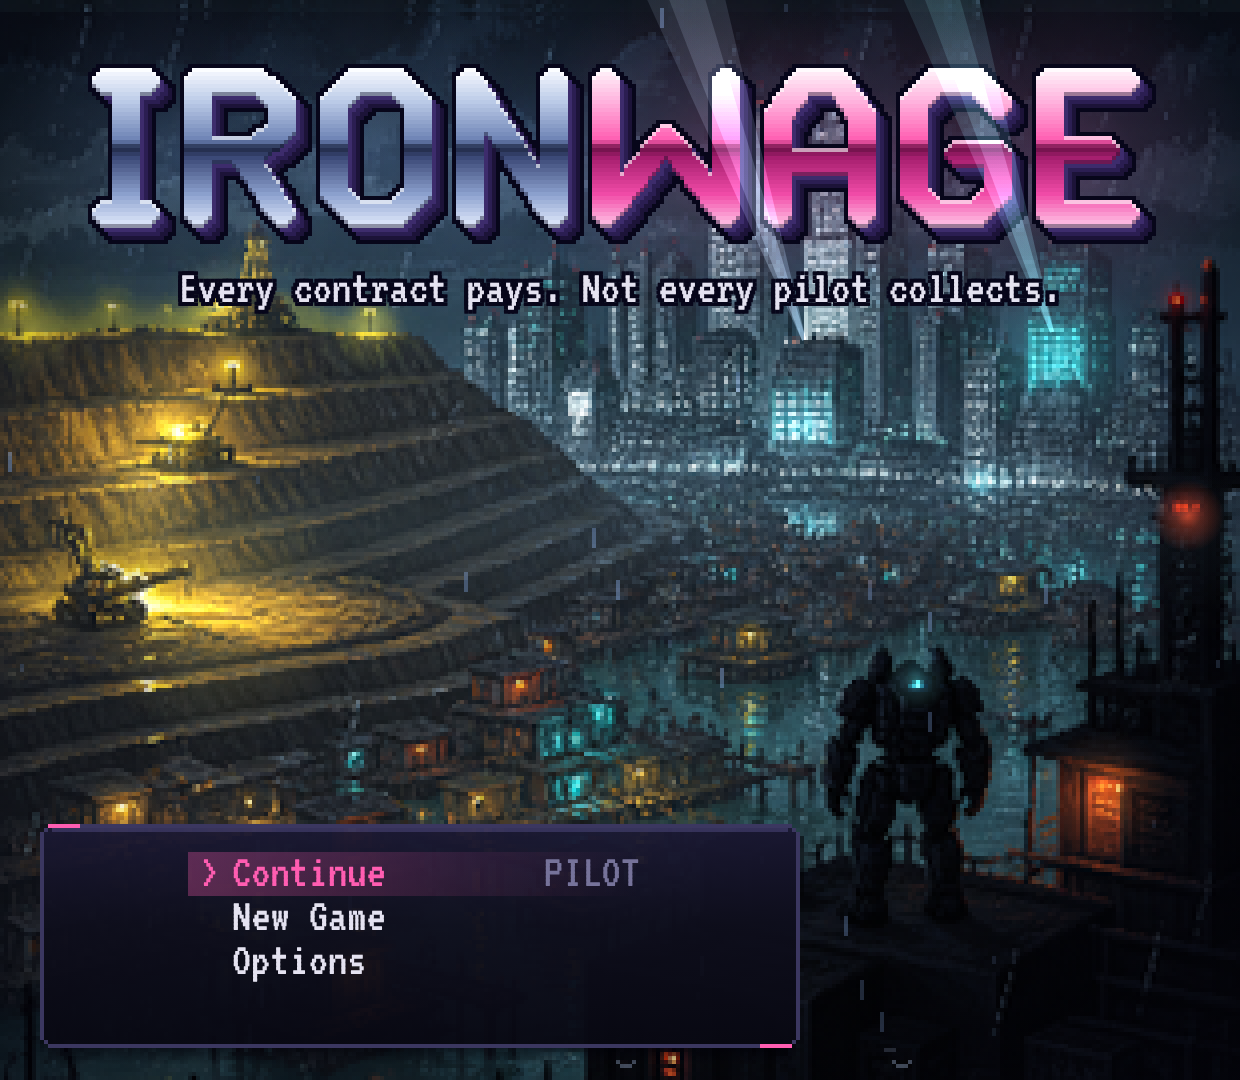 IRONWAGE
Every contract pays. Not every pilot collects.
> Continue PILOT
New Game
Options